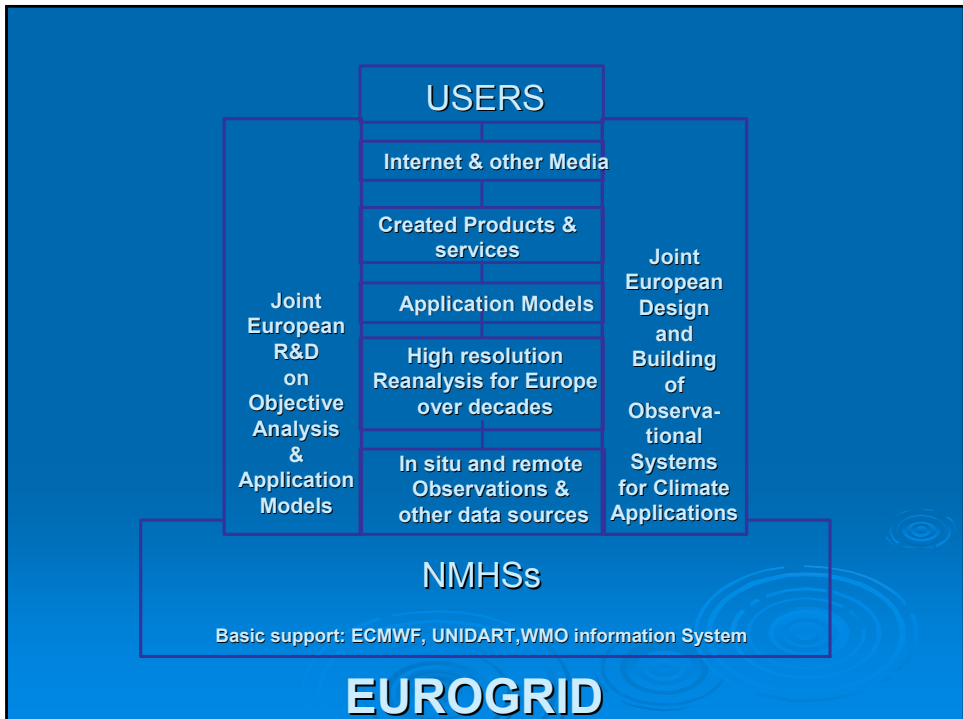 USERS
Internet & other Media
Created Products &
services
Application Models
High resolution
Reanalysis for Europe
over decades
In situ and remote
Observations &
other data sources
Joint
European
R&D
on
Objective
Analysis
&
Application
Models
Joint
European
Design
and
Building
of
Observa-
tional
Systems
for Climate
Applications
NMHSs
Basic support: ECMWF, UNIDART,WMO information System
EUROGRID